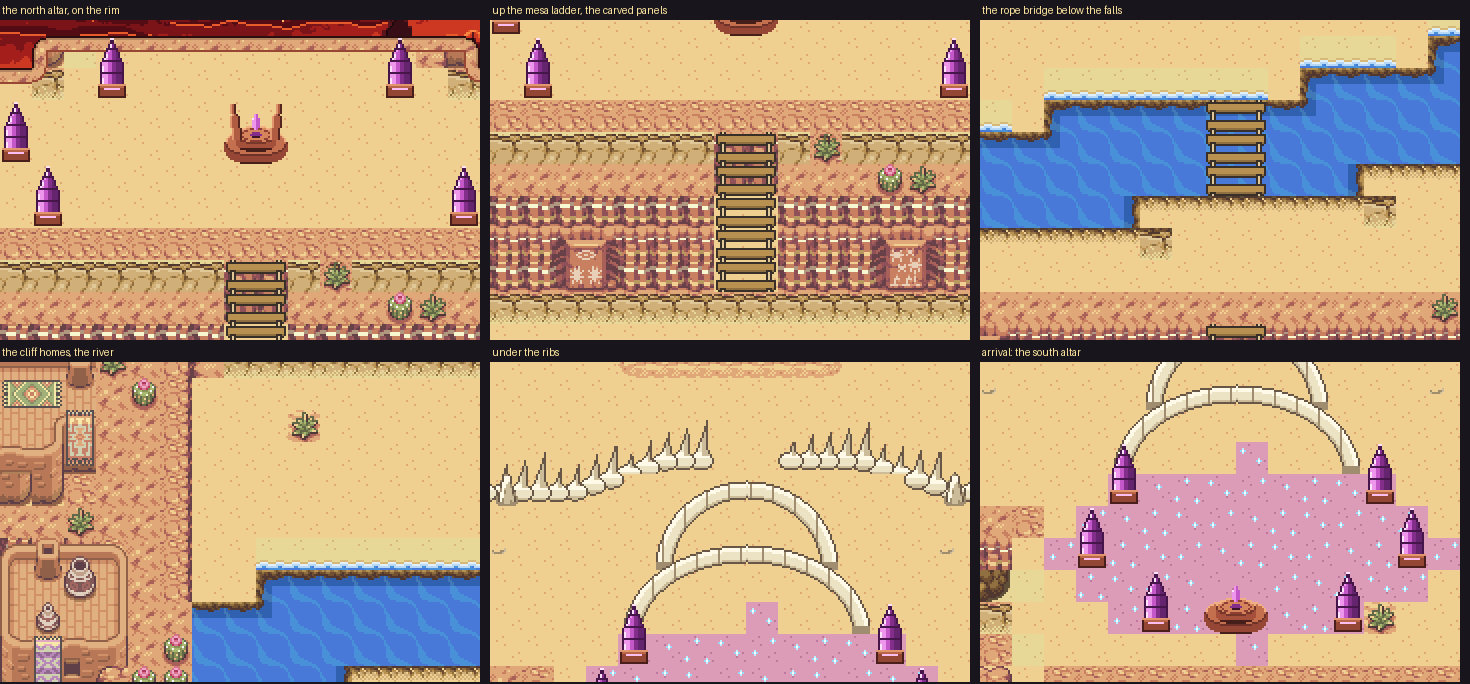 the north altar, on the rim
up the mesa ladder, the carved panels
the rope bridge below the falls
the cliff homes, the river
under the ribs
arrival: the south altar